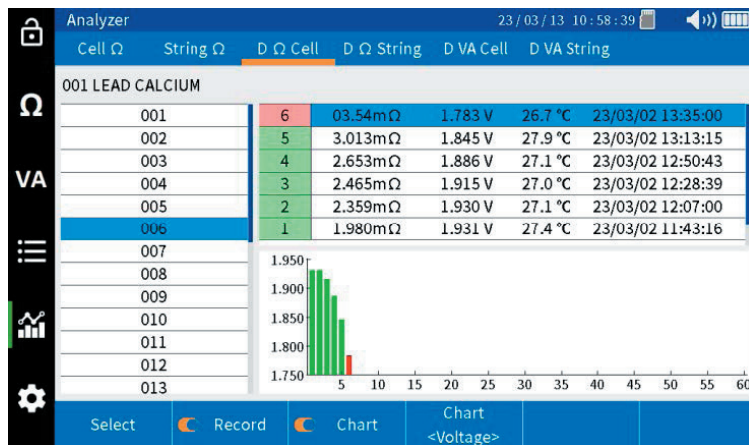 Analyzer 23/03/13 10:58:39
Cell Ω String Ω D Ω Cell D Ω String D VA Cell D VA String
001 LEAD CALCIUM
Ω
VA
001
002
003
004
005
006
007
008
009
010
011
012
013
6 03.54mΩ 1.783 V 26.7 ℃ 23/03/02 13:35:00
5 3.013mΩ 1.845 V 27.9 ℃ 23/03/02 13:13:15
4 2.653mΩ 1.886 V 27.1 ℃ 23/03/02 12:50:43
3 2.465mΩ 1.915 V 27.0 ℃ 23/03/02 12:28:39
2 2.359mΩ 1.930 V 27.1 ℃ 23/03/02 12:07:00
1 1.980mΩ 1.931 V 27.4 ℃ 23/03/02 11:43:16
1.950
1.900
1.850
1.800
1.750
5 10 15 20 25 30 35 40 45 50 55 60
Select Record Chart Chart
<Voltage>